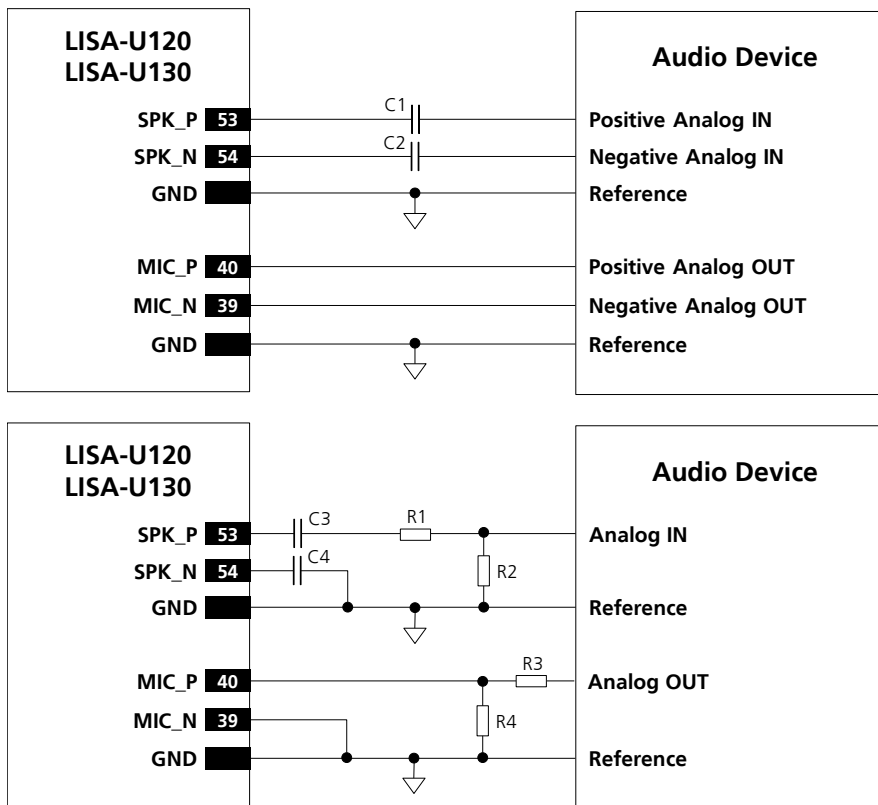 LISA-U120
LISA-U130
Audio Device
C1
SPK_P 53 Positive Analog IN
C2
SPK_N 54 Negative Analog IN
GND Reference
MIC_P 40 Positive Analog OUT
MIC_N 39 Negative Analog OUT
GND Reference
LISA-U120
LISA-U130
Audio Device
C3 R1
SPK_P 53 Analog IN
C4
SPK_N 54 R2
GND Reference
R3
MIC_P 40 Analog OUT
MIC_N 39 R4
GND Reference